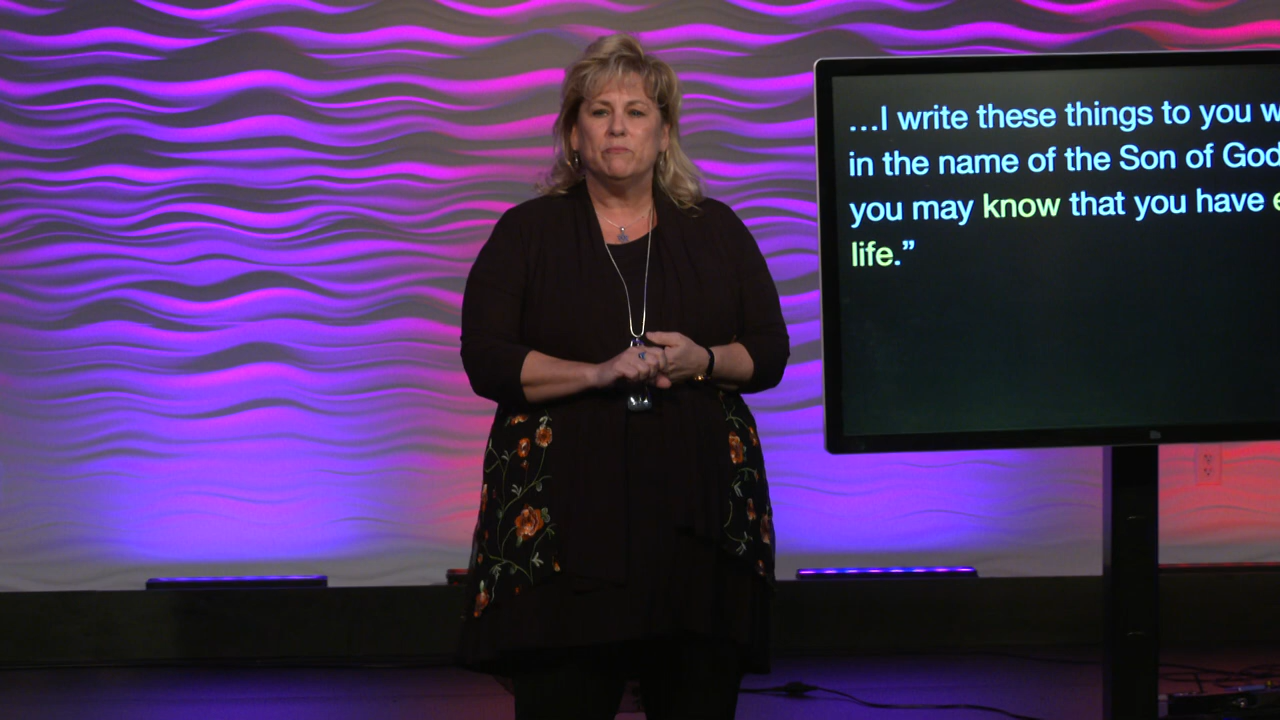 ...I write these things to you
in the name of the Son of God
you may know that you have
life.”